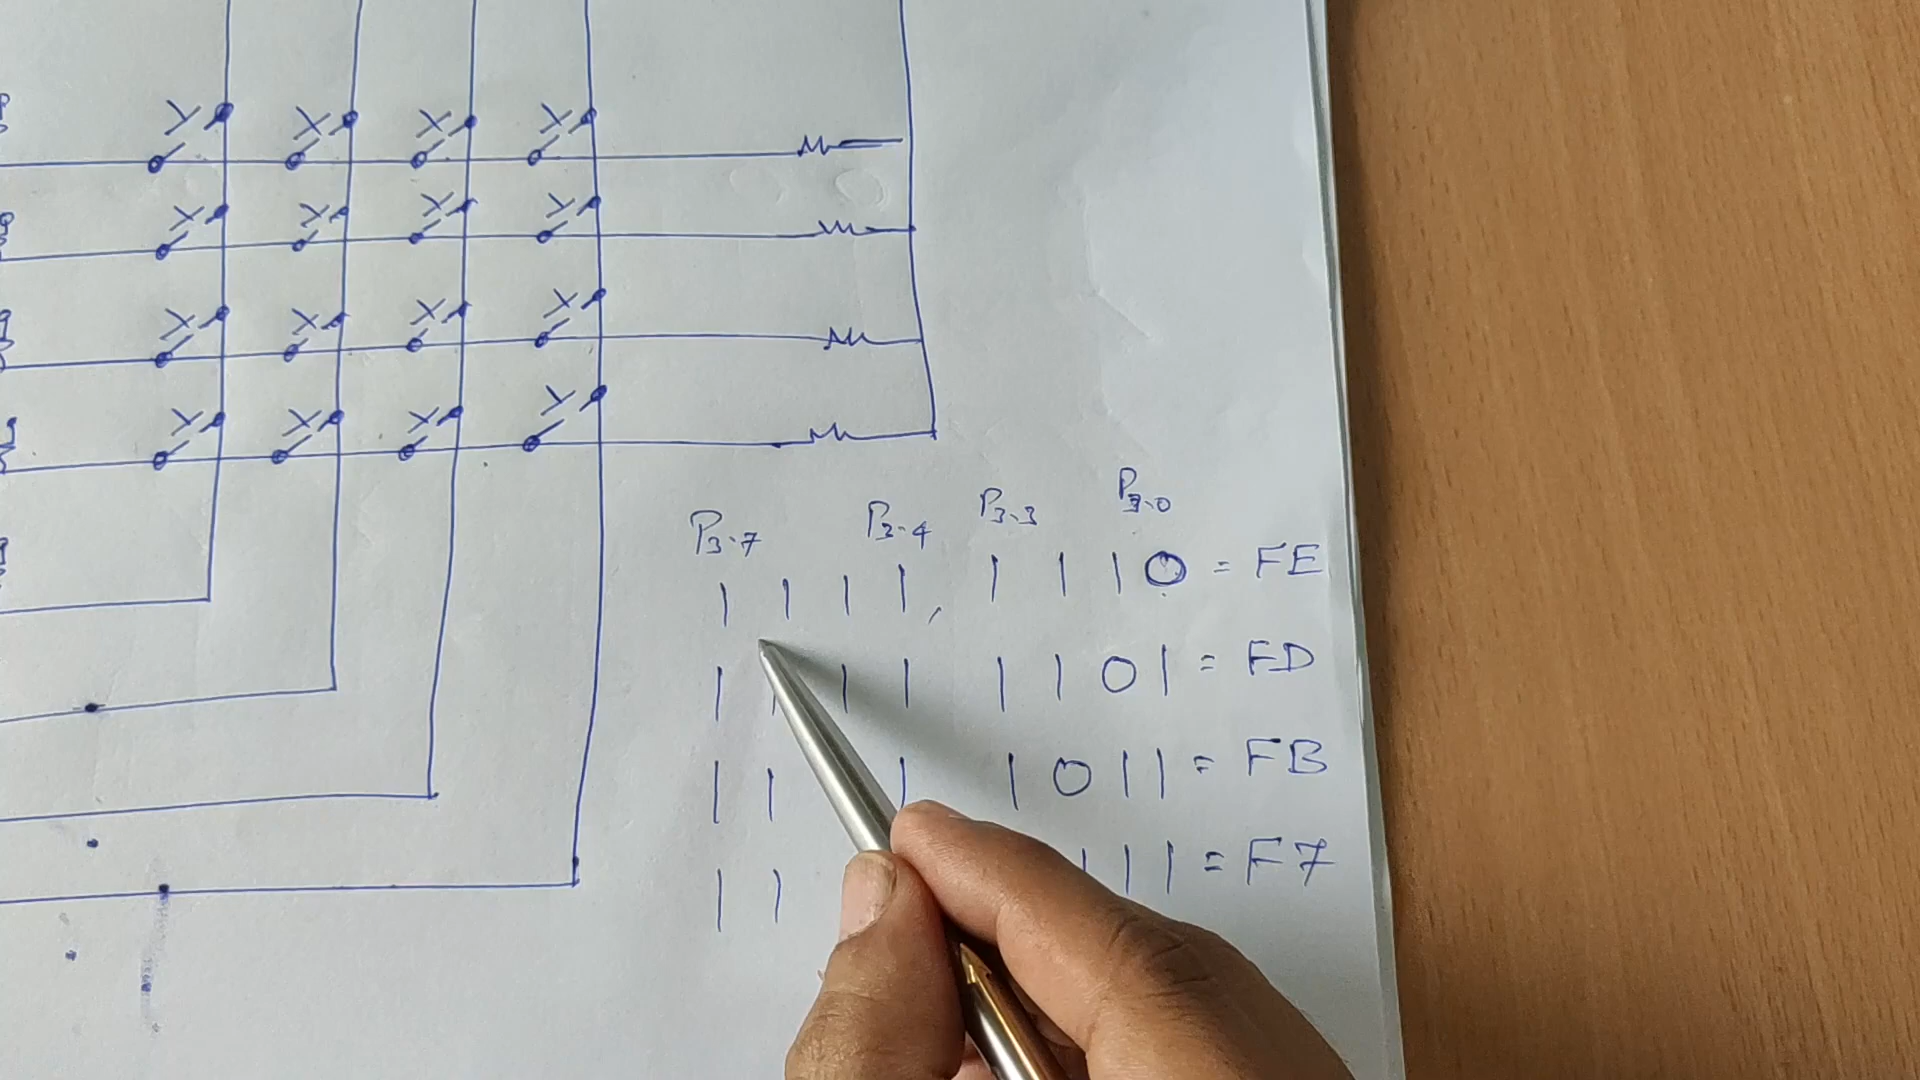 P3.7 P3.4 P3.3 P3.0
1 1 1 1, 1 1 1 0 = FE
1 1 1 1 1 1 0 1 = FD
1 1 1 1 0 1 1 = FB
1 1 1 1 1 = F7